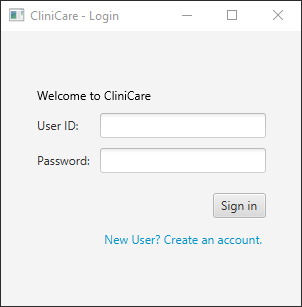 CliniCare - Login
Welcome to CliniCare
User ID:
Password:
Sign in
New User? Create an account.